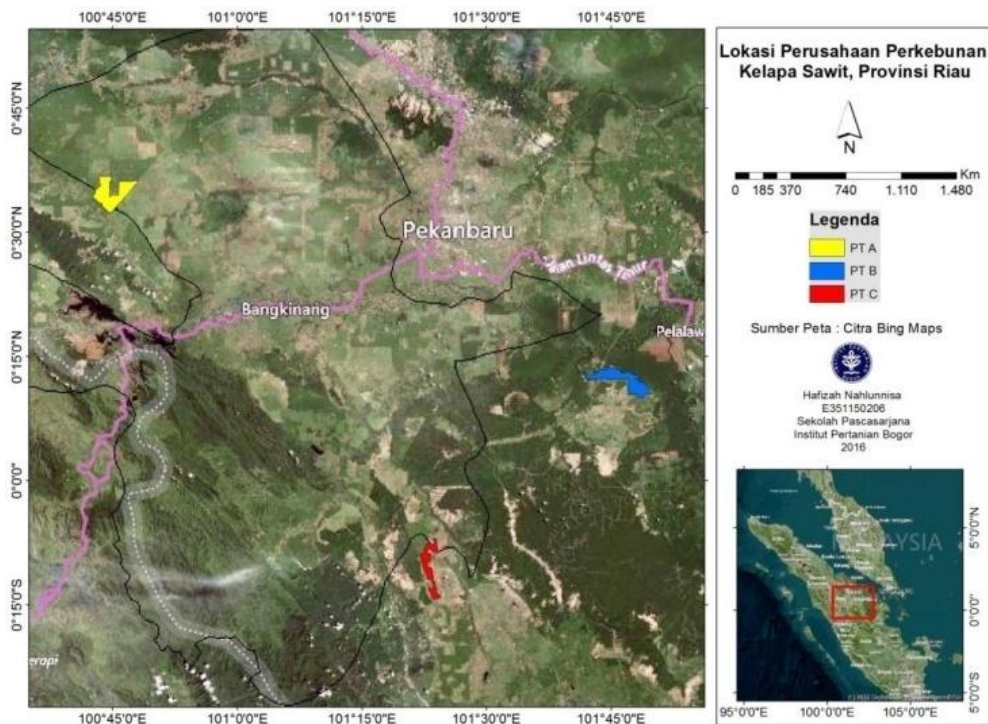 100°45'0"E 101°0'0"E 101°15'0"E 101°30'0"E 101°45'0"E
0°45'0"N
0°30'0"N
0°15'0"N
0°0'0"
0°15'0"S
Pekanbaru
Jalan Lintas Timur
Bangkinang
Pelalaw
erapi
100°45'0"E 101°0'0"E 101°15'0"E 101°30'0"E 101°45'0"E
Lokasi Perusahaan Perkebunan
Kelapa Sawit, Provinsi Riau
N
Km
0 185 370 740 1.110 1.480
Legenda
PT A
PT B
PT C
Sumber Peta : Citra Bing Maps
Hafizah Nahlunnisa
E351150206
Sekolah Pascasarjana
Institut Pertanian Bogor
2016
MALAYSIA
5°0'0"N
0°0'0"
5°0'0"S
95°0'0"E 100°0'0"E 105°0'0"E